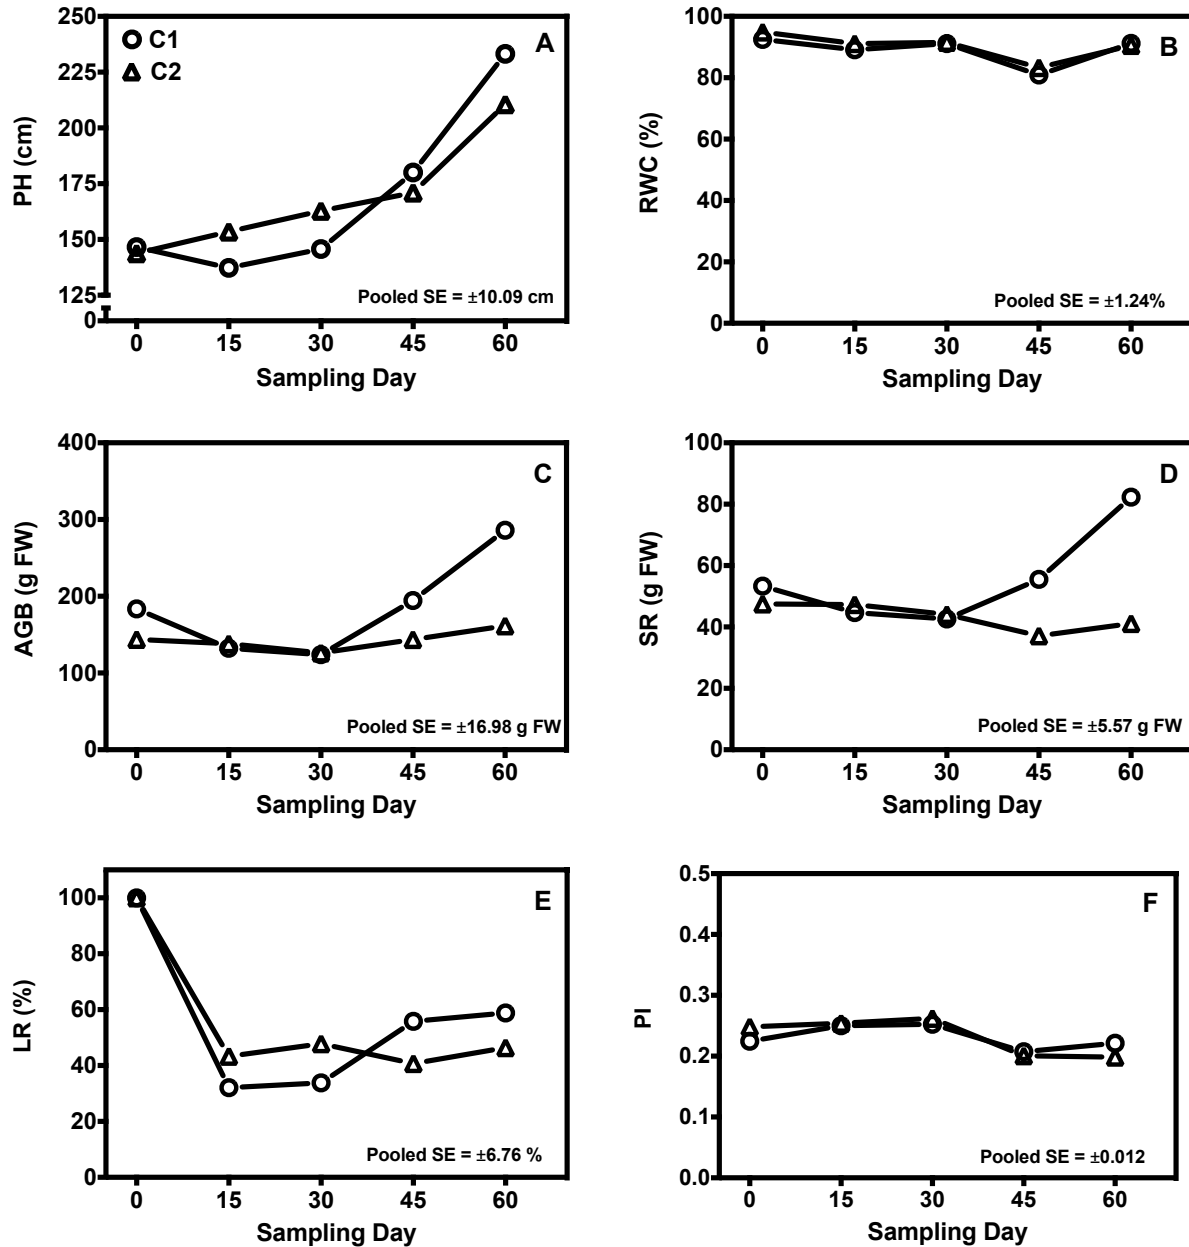 250
225
200
175
150
125
0
PH (cm)
C1
C2
A
Pooled SE = ±10.09 cm
0 15 30 45 60
Sampling Day
100
80
60
40
20
0
RWC (%)
B
Pooled SE = ±1.24%
0 15 30 45 60
Sampling Day
400
300
200
100
0
AGB (g FW)
C
Pooled SE = ±16.98 g FW
0 15 30 45 60
Sampling Day
100
80
60
40
20
0
SR (g FW)
D
Pooled SE = ±5.57 g FW
0 15 30 45 60
Sampling Day
100
80
60
40
20
0
LR (%)
E
Pooled SE = ±6.76 %
0 15 30 45 60
Sampling Day
0.5
0.4
0.3
0.2
0.1
0.0
PI
F
Pooled SE = ±0.012
0 15 30 45 60
Sampling Day